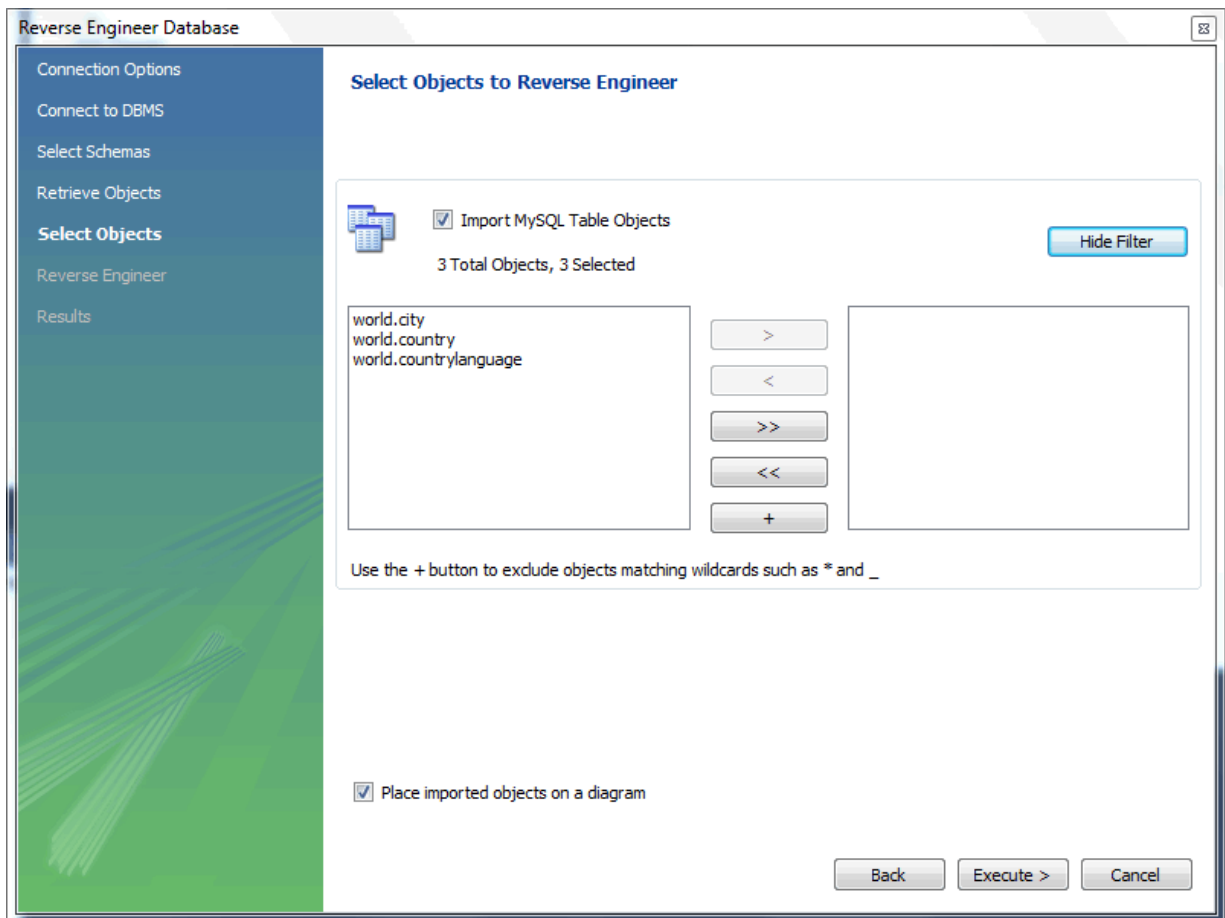 Reverse Engineer Database
Connection Options
Connect to DBMS
Select Schemas
Retrieve Objects
Select Objects
Reverse Engineer
Results
Select Objects to Reverse Engineer
Import MySQL Table Objects
Hide Filter
3 Total Objects, 3 Selected
world.city
world.country
world.countrylanguage
>
<
>>
<<
+
Use the + button to exclude objects matching wildcards such as * and _
Place imported objects on a diagram
Back
Execute >
Cancel